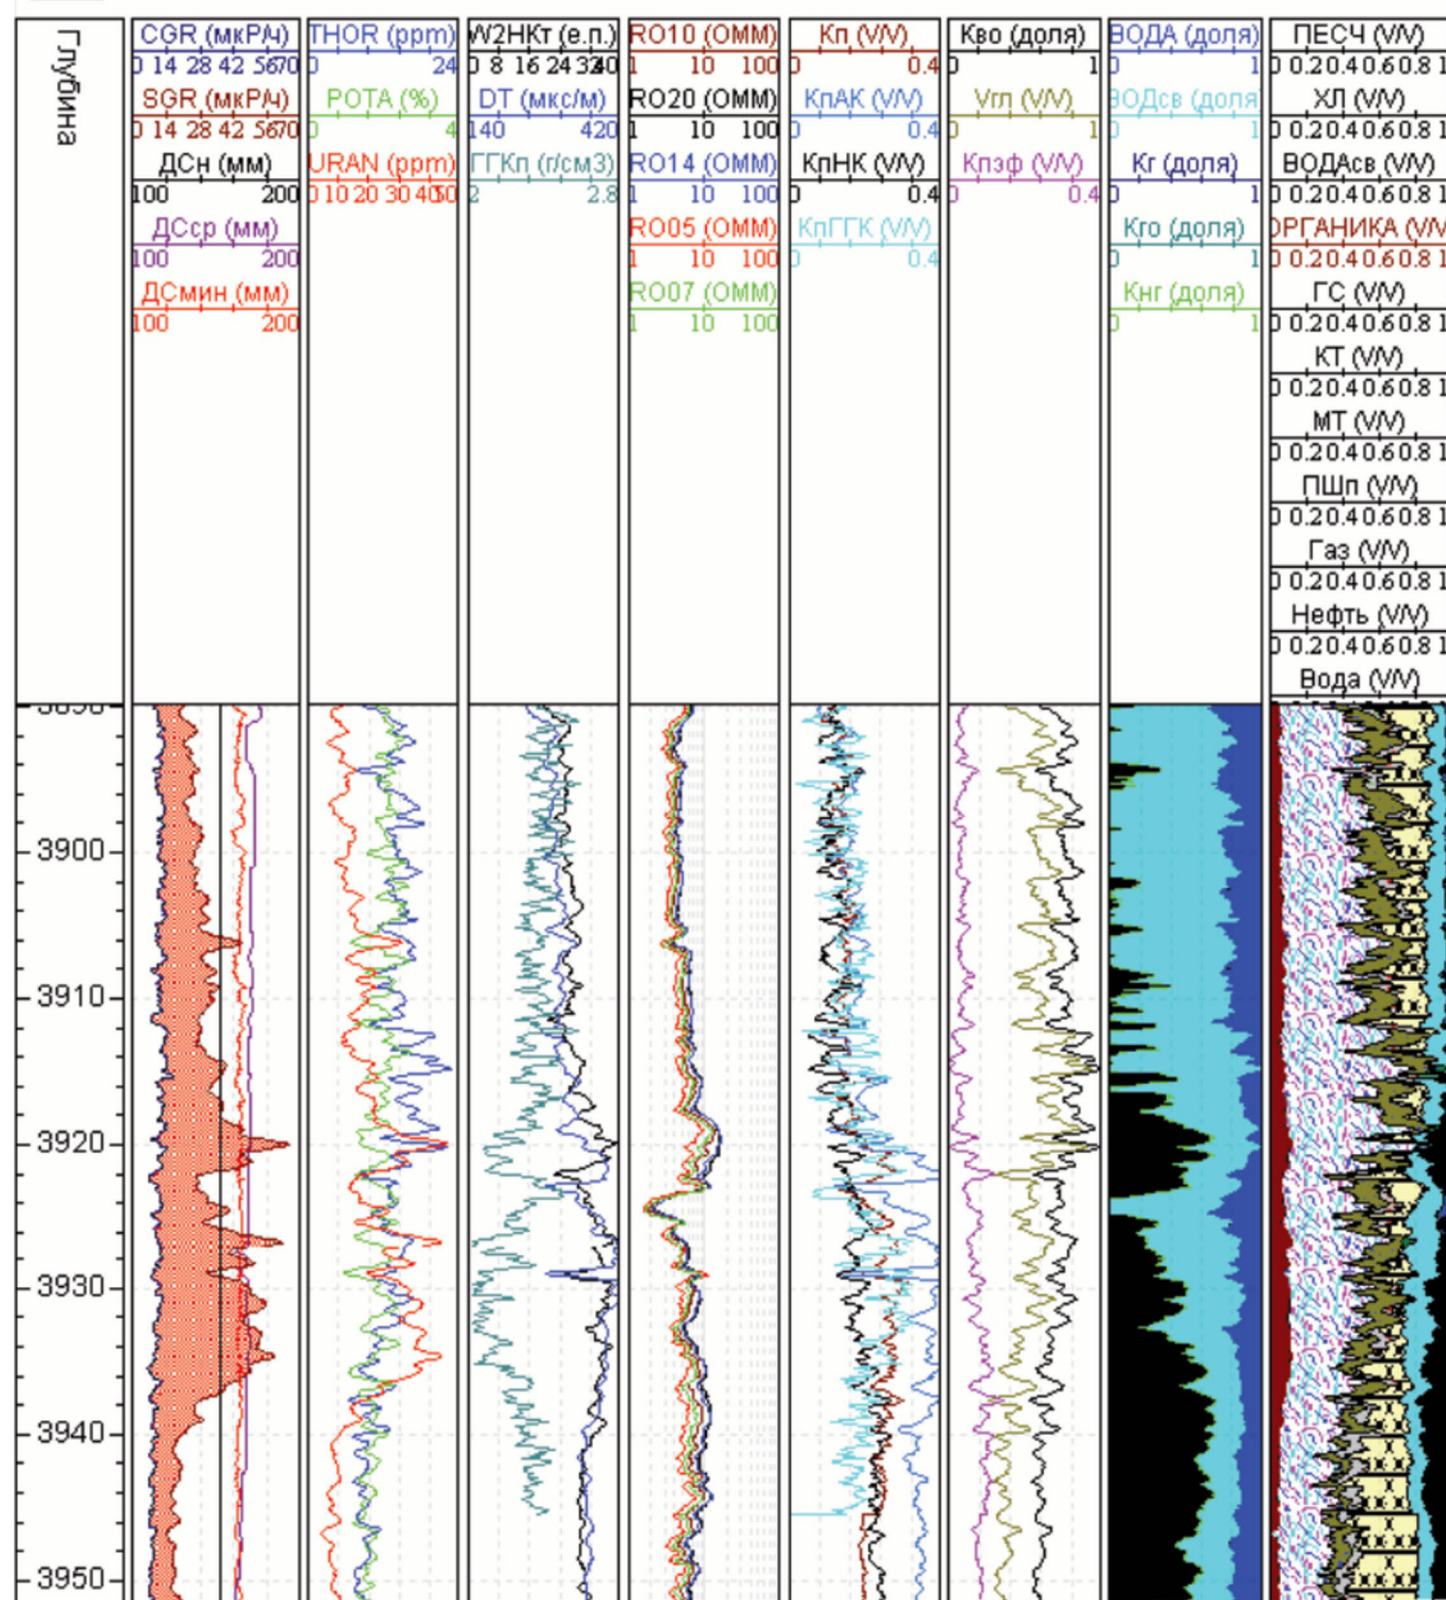 Глубина
CGR (мкР/ч)
0 14 28 42 5670
SGR (мкР/ч)
0 14 28 42 5670
ДСн (мм)
100 200
ДСср (мм)
100 200
ДСмин (мм)
100 200
THOR (ppm)
0 24
POTA (%)
0 4
URAN (ppm)
0 10 20 30 40 50
W2НКт (е.п.)
0 8 16 24 32 40
DT (мкс/м)
140 420
ГГКп (г/см3)
2 2.8
RO10 (ОММ)
1 10 100
RO20 (ОММ)
1 10 100
RO14 (ОММ)
1 10 100
RO05 (ОММ)
1 10 100
RO07 (ОММ)
1 10 100
Кп (V/V)
0 0.4
КпАК (V/V)
0 0.4
КпНК (V/V)
0 0.4
КпГГК (V/V)
0 0.4
Кво (доля)
0 1
Vгл (V/V)
0 1
Кпэф (V/V)
0 0.4
ВОДА (доля)
0 1
ВОДсв (доля
0 1
Кг (доля)
0 1
Кго (доля)
0 1
Кнг (доля)
0 1
ПЕСЧ (V/V)
0 0.2 0.4 0.6 0.8 1
ХЛ (V/V)
0 0.2 0.4 0.6 0.8 1
ВОДАсв (V/V)
0 0.2 0.4 0.6 0.8 1
ОРГАНИКА (V/V
0 0.2 0.4 0.6 0.8 1
ГС (V/V)
0 0.2 0.4 0.6 0.8 1
КТ (V/V)
0 0.2 0.4 0.6 0.8 1
МТ (V/V)
0 0.2 0.4 0.6 0.8 1
ПШп (V/V)
0 0.2 0.4 0.6 0.8 1
Газ (V/V)
0 0.2 0.4 0.6 0.8 1
Нефть (V/V)
0 0.2 0.4 0.6 0.8 1
Вода (V/V)
3900
3910
3920
3930
3940
3950